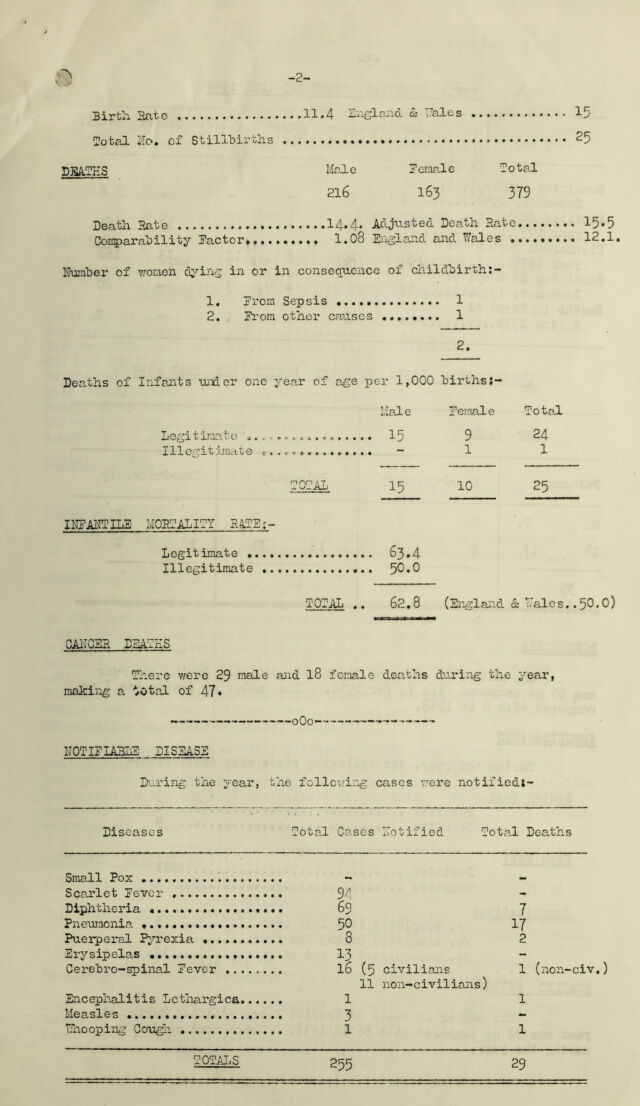 -2-
Birth Rate ..................11.4 England & Wales ............. 15
Total No. of Stillbirths ..................................... 25
DEATHS Male Female Total
216 163 379
Death Rate .....................14.4. Adjusted Death Rate........ 15.5
Comparability Factor.......... 1.08 England and Wales ......... 12.1.
Number of women dying in or in consequence of childbirth:-
1. From Sepsis .............. 1
2. From other causes ........ 1
2.
Deaths of Infants under one year of age per 1,000 births:-
Male Female Total
Legitimate .................. 15 9 24
Illegitimate ............... - 1 1
TOTAL 15 10 25
INFANTILE MORTALITY RATE:-
Legitimate ................. 63.4
Illegitimate ............... 50.0
TOTAL .. 62.8 (England & Wales..50.0)
CANCER DEATHS
There were 29 male and 18 female deaths during the year,
making a total of 47.
-------------------oOo-------------------
NOTIFIABLE DISEASE
During the year, the following cases were notified:-
Diseases Total Cases Notified Total Deaths
Small Pox .................... - -
Scarlet Fever ............... 94 -
Diphtheria .................. 69 7
Pneumonia ................... 50 17
Puerperal Pyrexia ........... 8 2
Erysipelas .................. 13 -
Cerebro-spinal Fever ........ 16 (5 civilians 1 (non-civ.)
11 non-civilians)
Encephalitis Lethargica...... 1 1
Measles ..................... 3 -
Whooping Cough .............. 1 1
TOTALS 255 29